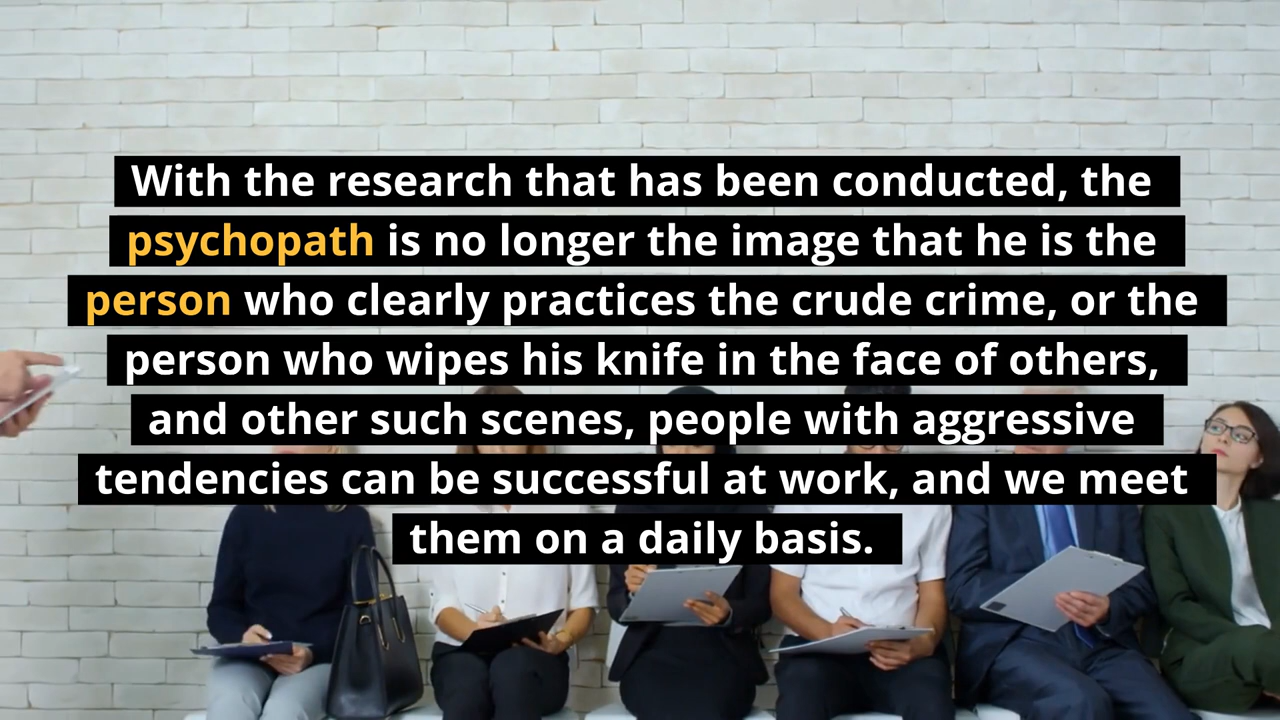 With the research that has been conducted, the
psychopath is no longer the image that he is the
person who clearly practices the crude crime, or the
person who wipes his knife in the face of others,
and other such scenes, people with aggressive
tendencies can be successful at work, and we meet
them on a daily basis.